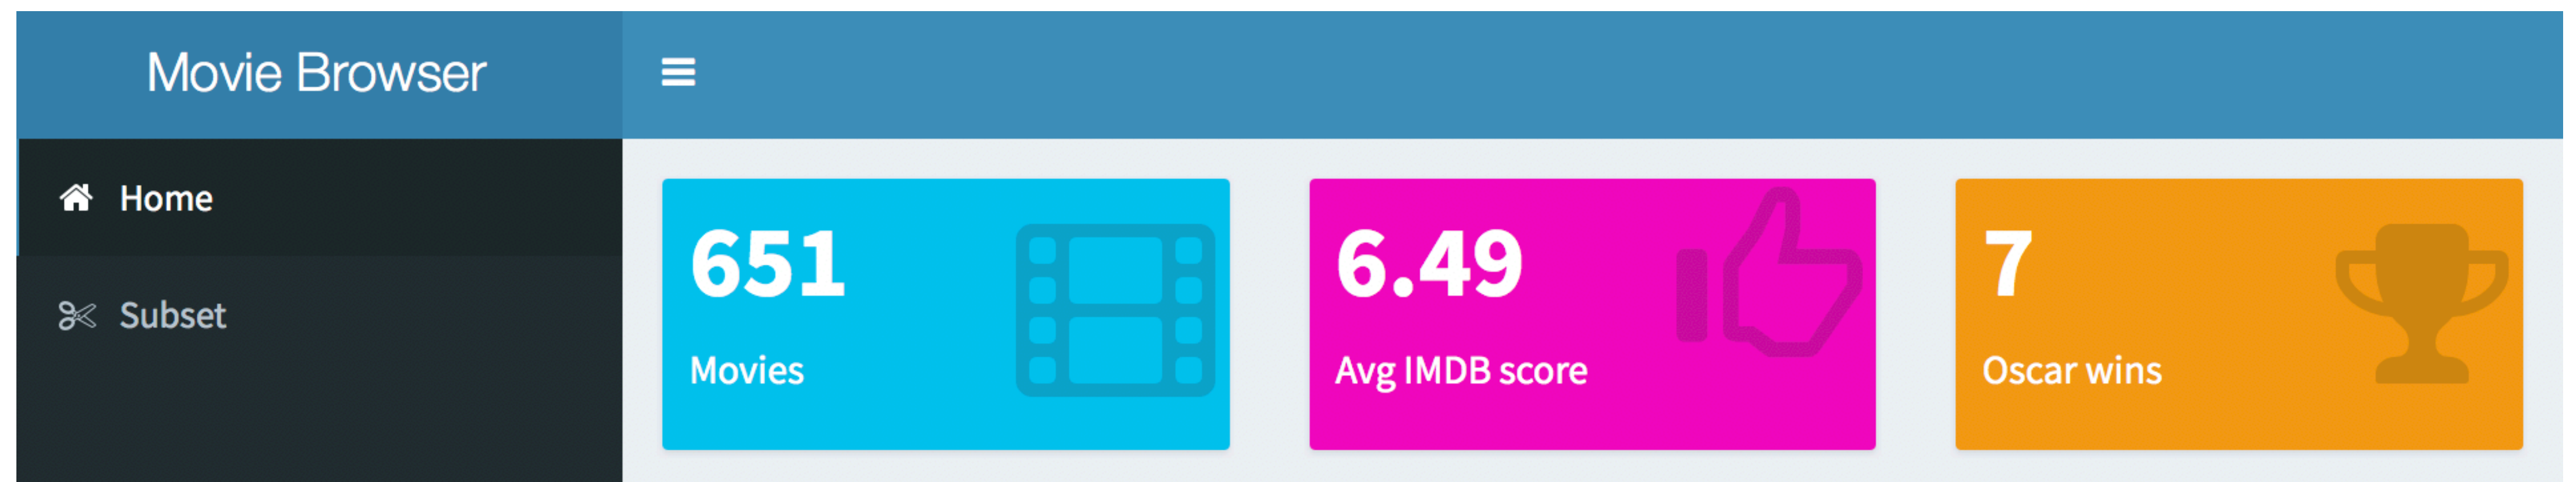 Movie Browser
Home
Subset
651
Movies
6.49
Avg IMDB score
7
Oscar wins